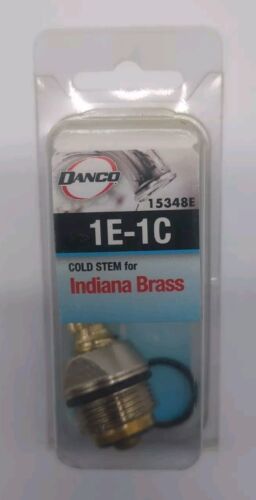 DANCO
15348E
1E-1C
COLD STEM for
Indiana Brass